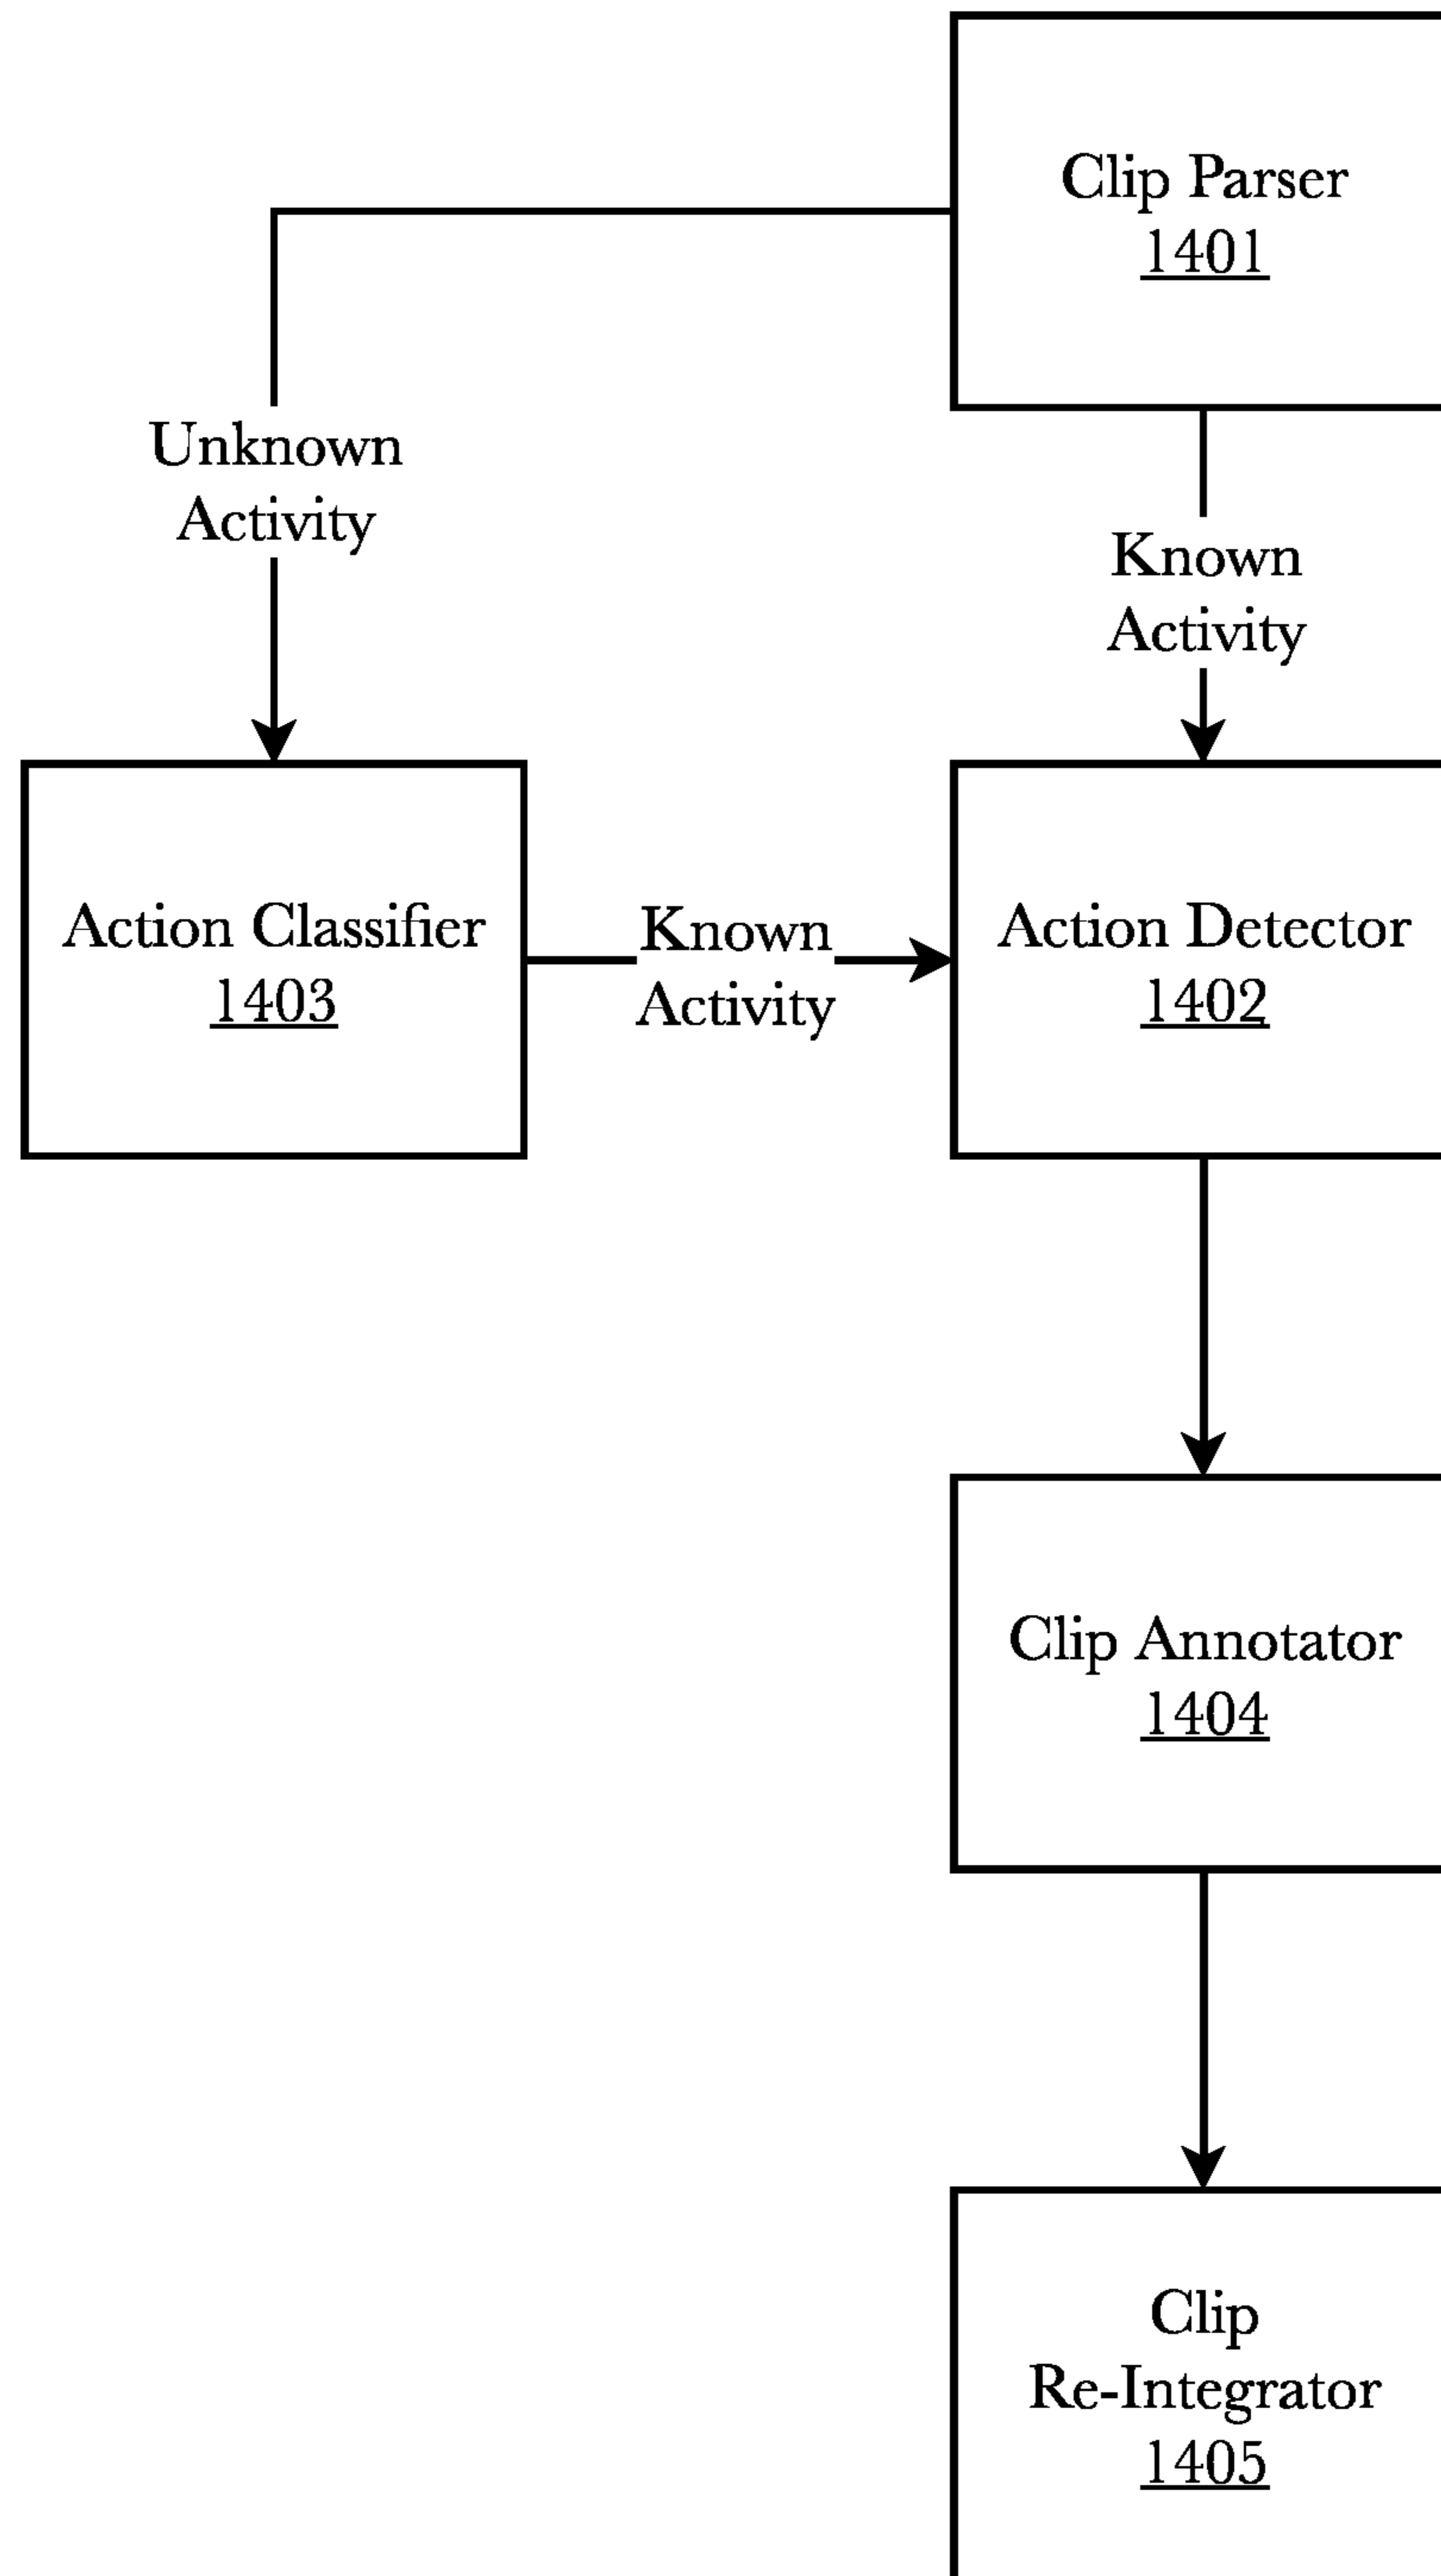 Clip Parser
1401
Unknown
Activity
Known
Activity
Action Classifier
1403
Known
Activity
Action Detector
1402
Clip Annotator
1404
Clip
Re-Integrator
1405